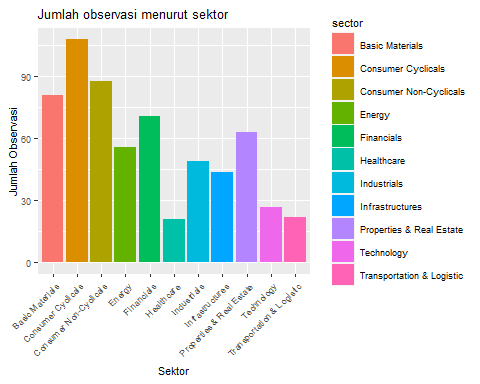 Jumlah observasi menurut sektor
Jumlah Observasi
90
60
30
0
Basic Materials
Consumer Cyclicals
Consumer Non-Cyclicals
Energy
Financials
Healthcare
Industrials
Infrastructures
Properties & Real Estate
Technology
Transportation & Logistic
Sektor
sector
Basic Materials
Consumer Cyclicals
Consumer Non-Cyclicals
Energy
Financials
Healthcare
Industrials
Infrastructures
Properties & Real Estate
Technology
Transportation & Logistic